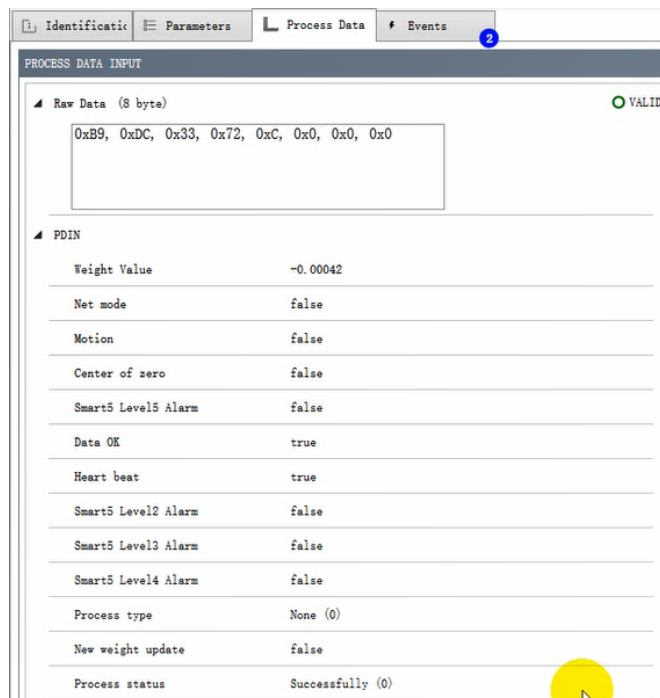 Identificatic Parameters Process Data Events
2
PROCESS DATA INPUT
Raw Data (8 byte) VALID
0xB9, 0xDC, 0x33, 0x72, 0xC, 0x0, 0x0, 0x0
PDIN
Weight Value -0.00042
Net mode false
Motion false
Center of zero false
Smart5 Level5 Alarm false
Data OK true
Heart beat true
Smart5 Level2 Alarm false
Smart5 Level3 Alarm false
Smart5 Level4 Alarm false
Process type None (0)
New weight update false
Process status Successfully (0)